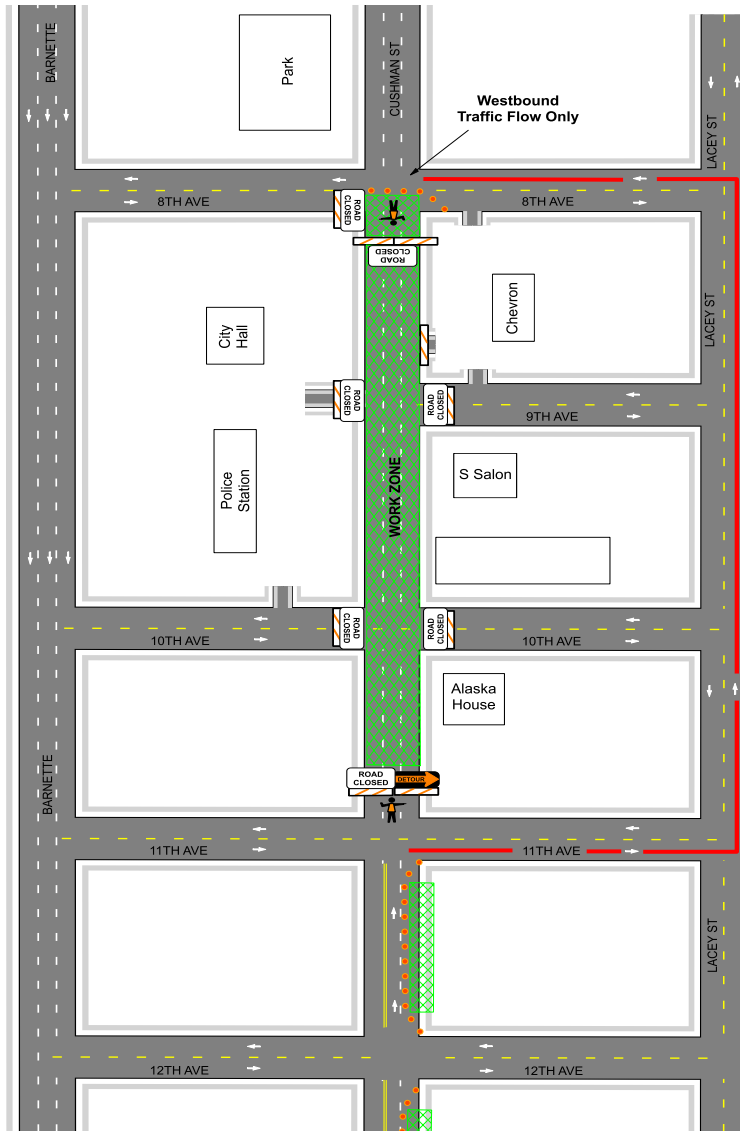 BARNETTE
Park
CUSHMAN ST
Westbound
Traffic Flow Only
LACEY ST
8TH AVE
ROAD
CLOSED
8TH AVE
ROAD
CLOSED
City
Hall
Chevron
LACEY ST
ROAD
CLOSED
ROAD
CLOSED
9TH AVE
Police
Station
WORK ZONE
S Salon
ROAD
CLOSED
ROAD
CLOSED
10TH AVE
10TH AVE
Alaska
House
BARNETTE
ROAD
CLOSED
DETOUR
11TH AVE
11TH AVE
LACEY ST
12TH AVE
12TH AVE